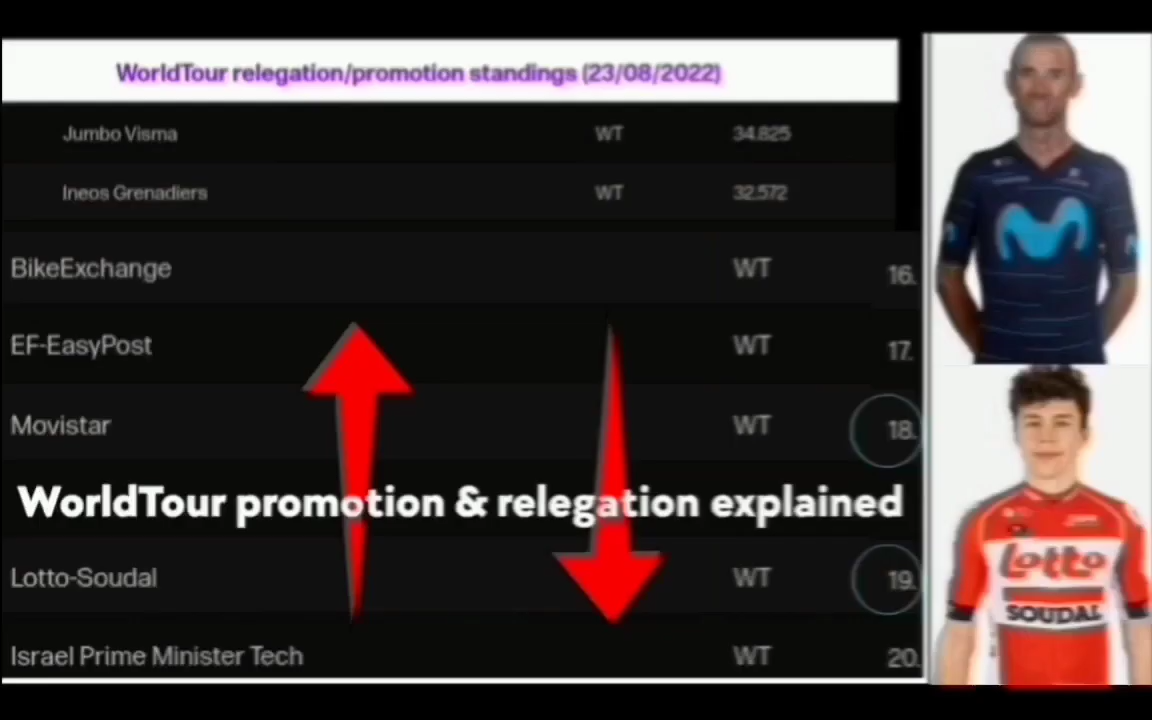 WorldTour relegation/promotion standings (23/08/2022)
Jumbo Visma WT 34.825
Ineos Grenadiers WT 32.572
BikeExchange WT 16.
EF-EasyPost WT 17.
Movistar WT 18.
WorldTour promotion & relegation explained
Lotto-Soudal WT 19.
Israel Prime Minister Tech WT 20.
Lotto
SOUDAL